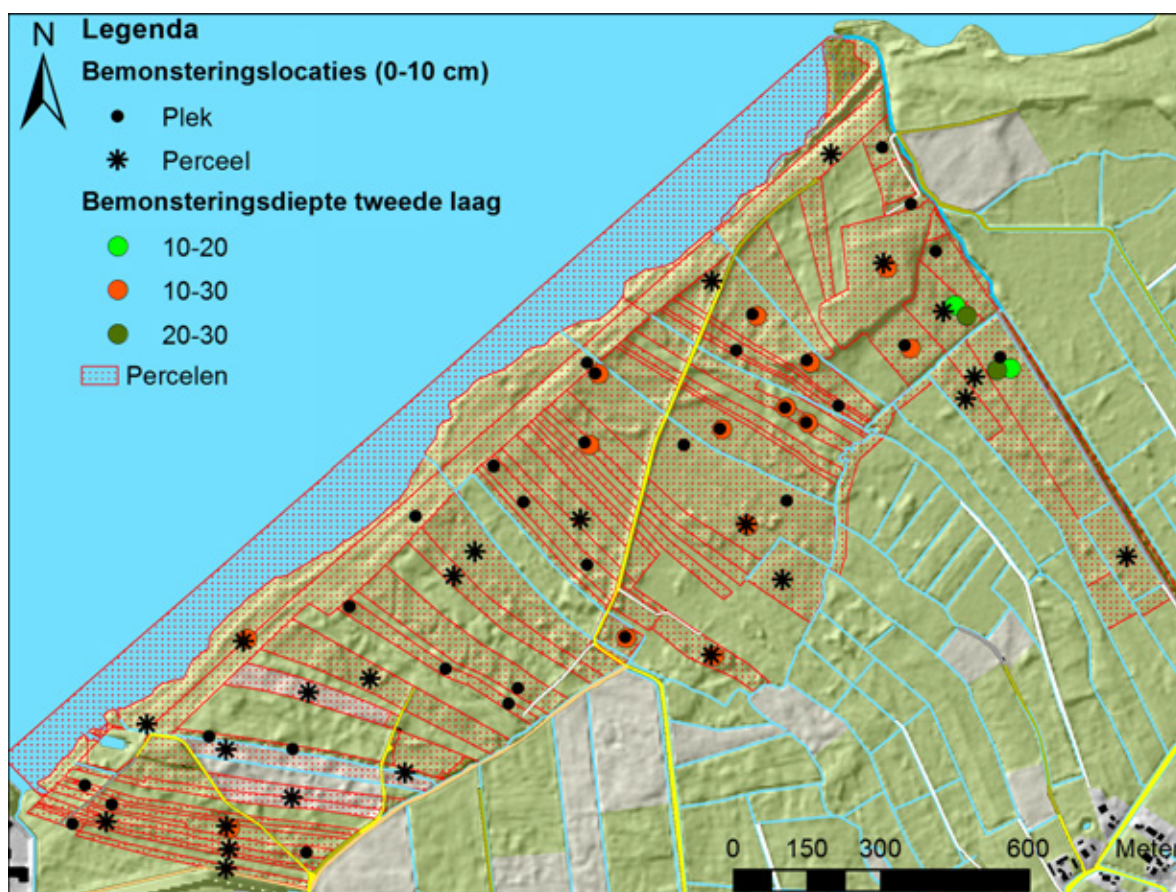 N
Legenda
Bemonsteringslocaties (0-10 cm)
Plek
Perceel
Bemonsteringsdiepte tweede laag
10-20
10-30
20-30
Percelen
0 150 300 600 Meter